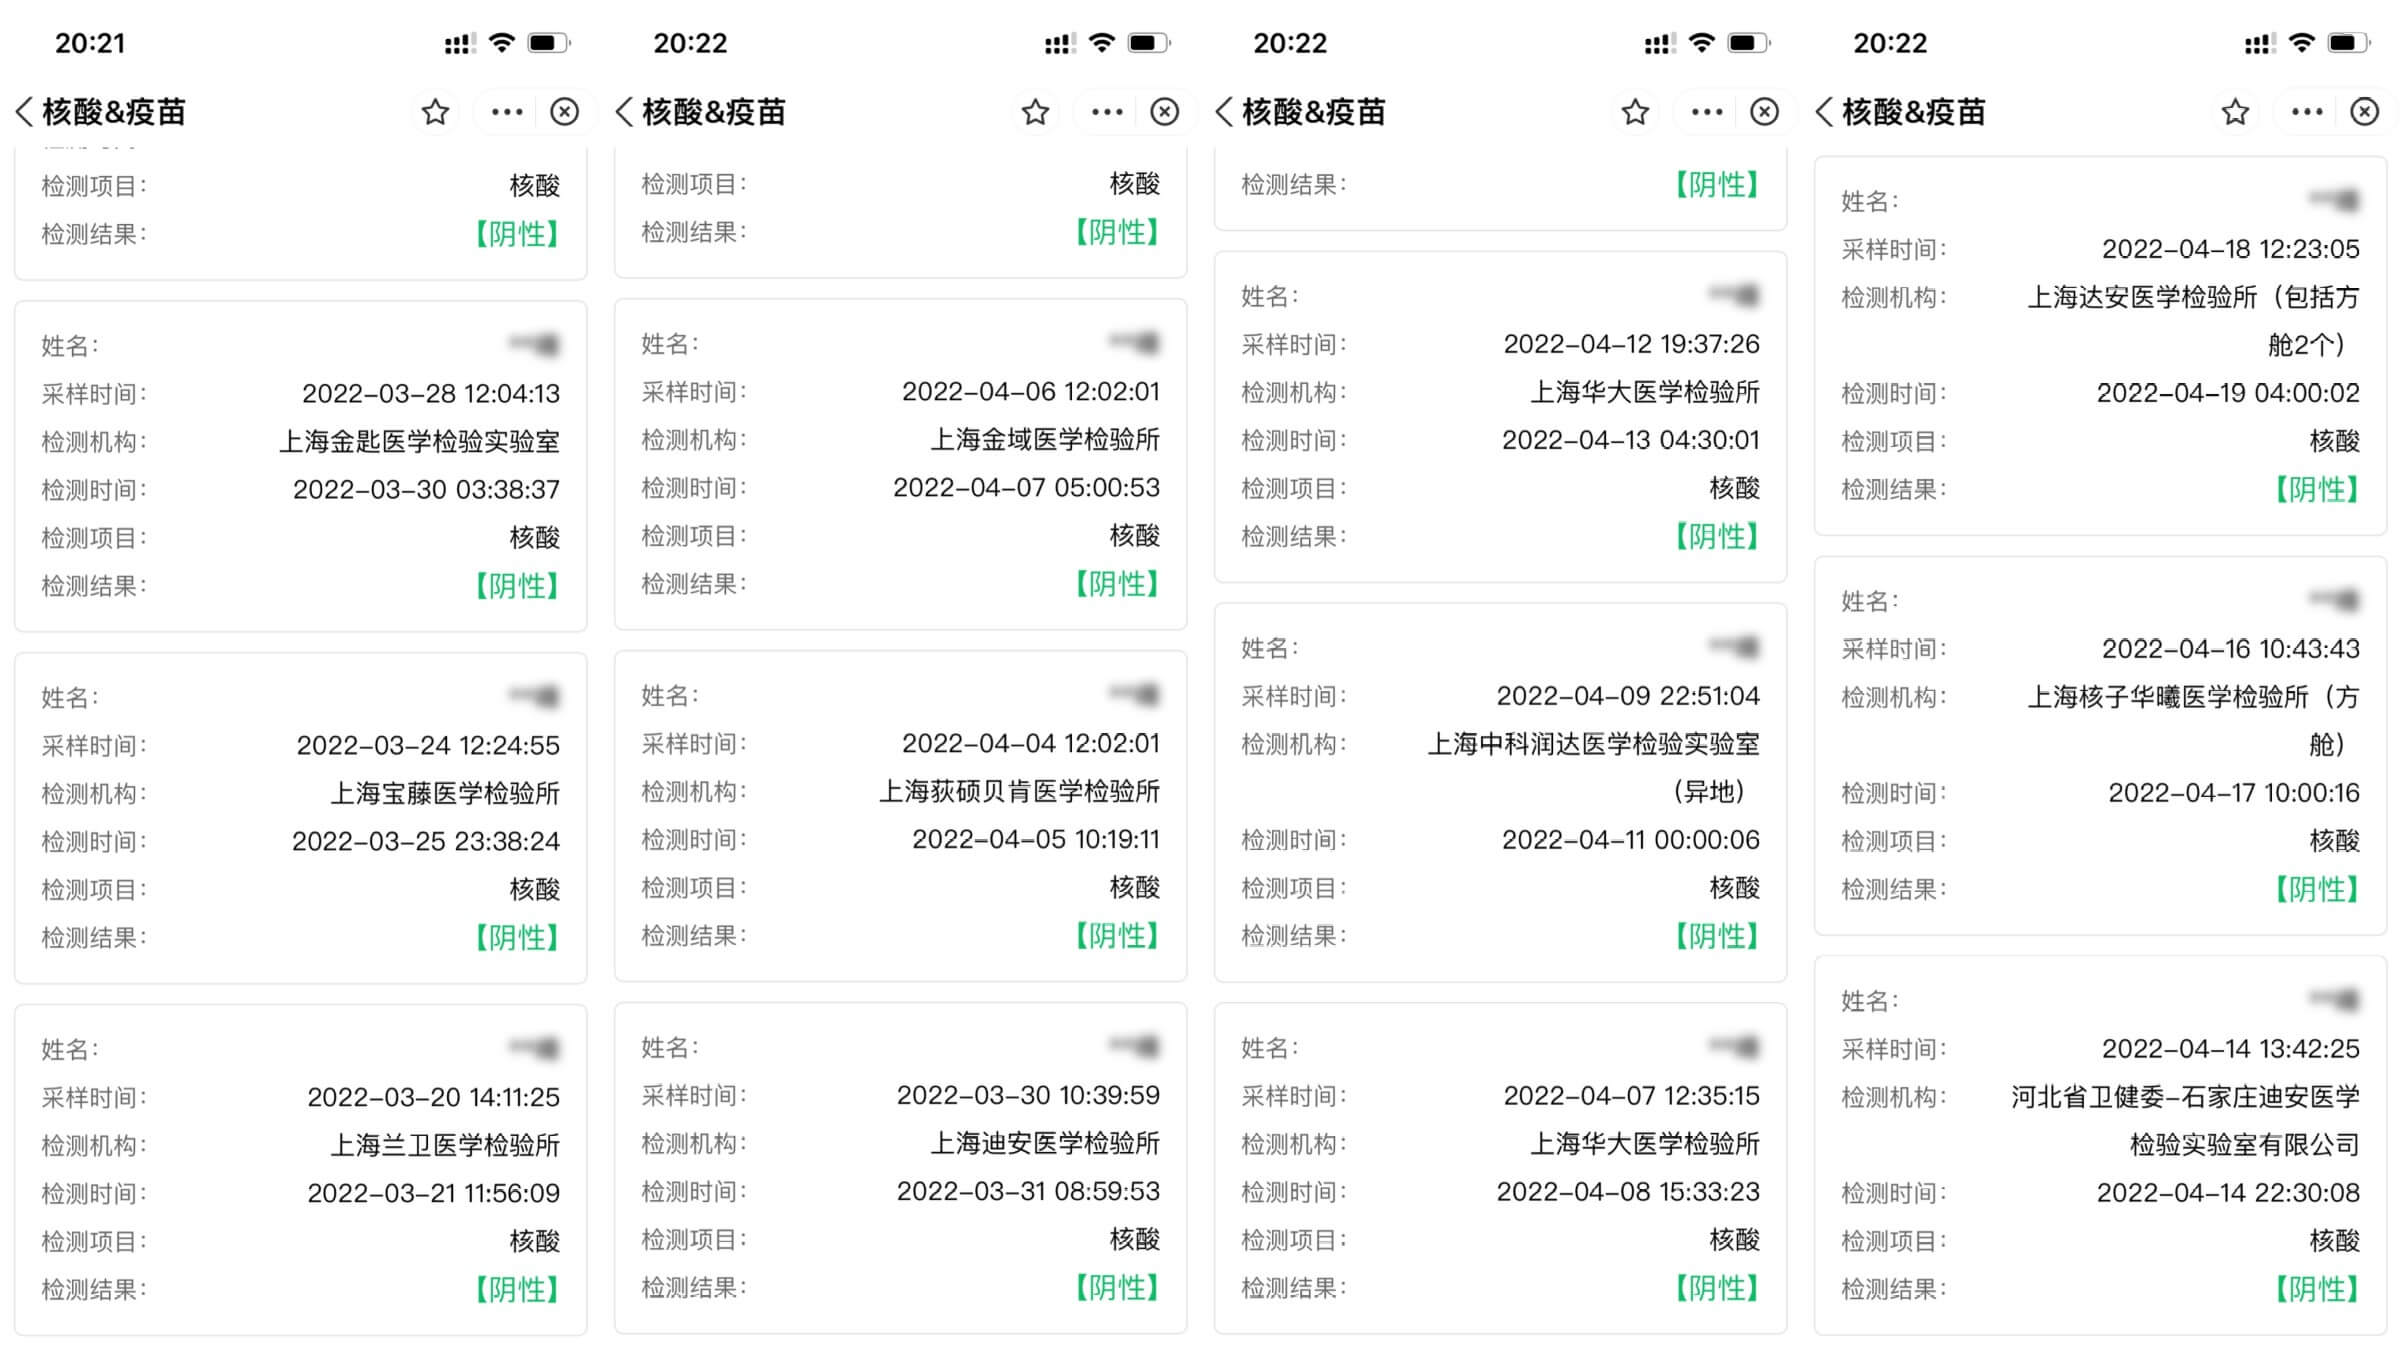 20:21
核酸&疫苗
检测项目： 核酸
检测结果： 【阴性】
姓名：
采样时间： 2022-03-28 12:04:13
检测机构： 上海金匙医学检验实验室
检测时间： 2022-03-30 03:38:37
检测项目： 核酸
检测结果： 【阴性】
姓名：
采样时间： 2022-03-24 12:24:55
检测机构： 上海宝藤医学检验所
检测时间： 2022-03-25 23:38:24
检测项目： 核酸
检测结果： 【阴性】
姓名：
采样时间： 2022-03-20 14:11:25
检测机构： 上海兰卫医学检验所
检测时间： 2022-03-21 11:56:09
检测项目： 核酸
检测结果： 【阴性】
20:22
核酸&疫苗
检测项目： 核酸
检测结果： 【阴性】
姓名：
采样时间： 2022-04-06 12:02:01
检测机构： 上海金域医学检验所
检测时间： 2022-04-07 05:00:53
检测项目： 核酸
检测结果： 【阴性】
姓名：
采样时间： 2022-04-04 12:02:01
检测机构： 上海荻硕贝肯医学检验所
检测时间： 2022-04-05 10:19:11
检测项目： 核酸
检测结果： 【阴性】
姓名：
采样时间： 2022-03-30 10:39:59
检测机构： 上海迪安医学检验所
检测时间： 2022-03-31 08:59:53
检测项目： 核酸
检测结果： 【阴性】
20:22
核酸&疫苗
检测结果： 【阴性】
姓名：
采样时间： 2022-04-12 19:37:26
检测机构： 上海华大医学检验所
检测时间： 2022-04-13 04:30:01
检测项目： 核酸
检测结果： 【阴性】
姓名：
采样时间： 2022-04-09 22:51:04
检测机构： 上海中科润达医学检验实验室
（异地）
检测时间： 2022-04-11 00:00:06
检测项目： 核酸
检测结果： 【阴性】
姓名：
采样时间： 2022-04-07 12:35:15
检测机构： 上海华大医学检验所
检测时间： 2022-04-08 15:33:23
检测项目： 核酸
检测结果： 【阴性】
20:22
核酸&疫苗
姓名：
采样时间： 2022-04-18 12:23:05
检测机构： 上海达安医学检验所（包括方
舱2个）
检测时间： 2022-04-19 04:00:02
检测项目： 核酸
检测结果： 【阴性】
姓名：
采样时间： 2022-04-16 10:43:43
检测机构： 上海核子华曦医学检验所（方
舱）
检测时间： 2022-04-17 10:00:16
检测项目： 核酸
检测结果： 【阴性】
姓名：
采样时间： 2022-04-14 13:42:25
检测机构： 河北省卫健委-石家庄迪安医学
检验实验室有限公司
检测时间： 2022-04-14 22:30:08
检测项目： 核酸
检测结果： 【阴性】